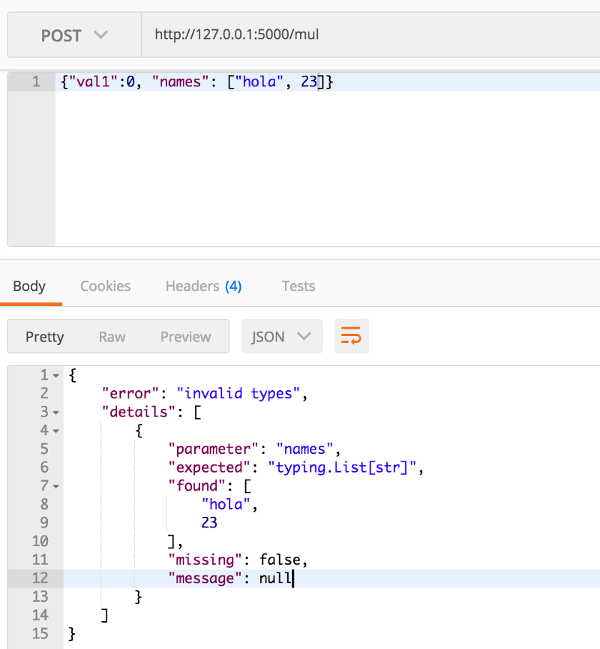 POST http://127.0.0.1:5000/mul
1 {"val1":0, "names": ["hola", 23]}
Body Cookies Headers (4) Tests
Pretty Raw Preview JSON
1 {
2 "error": "invalid types",
3 "details": [
4 {
5 "parameter": "names",
6 "expected": "typing.List[str]",
7 "found": [
8 "hola",
9 23
10 ],
11 "missing": false,
12 "message": null
13 }
14 ]
15 }